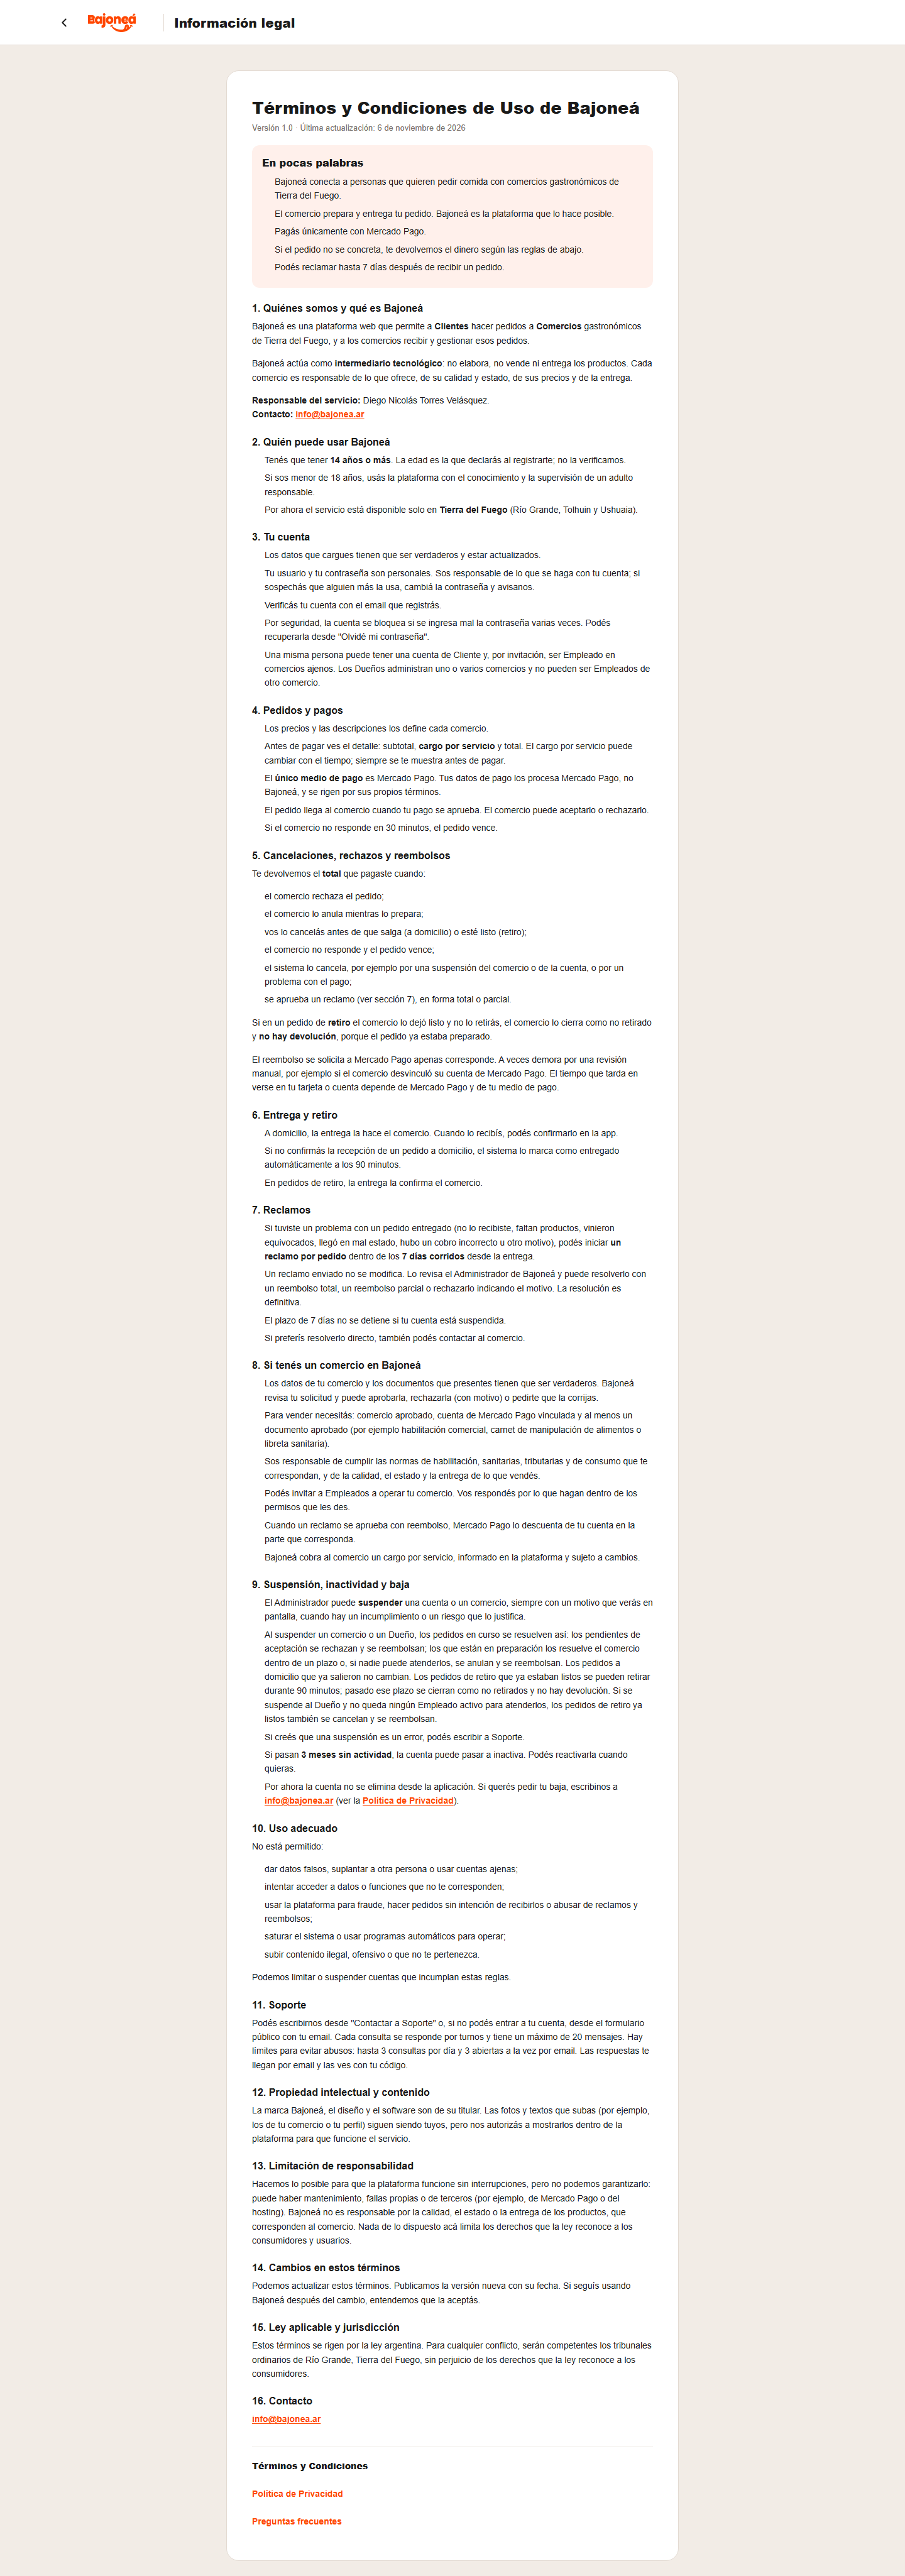 Bajoneá
Información legal
Términos y Condiciones de Uso de Bajoneá
Versión 1.0 · Última actualización: 6 de noviembre de 2026
En pocas palabras
Bajoneá conecta a personas que quieren pedir comida con comercios gastronómicos de
Tierra del Fuego.
El comercio prepara y entrega tu pedido. Bajoneá es la plataforma que lo hace posible.
Pagás únicamente con Mercado Pago.
Si el pedido no se concreta, te devolvemos el dinero según las reglas de abajo.
Podés reclamar hasta 7 días después de recibir un pedido.
1. Quiénes somos y qué es Bajoneá
Bajoneá es una plataforma web que permite a Clientes hacer pedidos a Comercios gastronómicos
de Tierra del Fuego, y a los comercios recibir y gestionar esos pedidos.
Bajoneá actúa como intermediario tecnológico: no elabora, no vende ni entrega los productos. Cada
comercio es responsable de lo que ofrece, de su calidad y estado, de sus precios y de la entrega.
Responsable del servicio: Diego Nicolás Torres Velásquez.
Contacto: info@bajonea.ar
2. Quién puede usar Bajoneá
Tenés que tener 14 años o más. La edad es la que declarás al registrarte; no la verificamos.
Si sos menor de 18 años, usás la plataforma con el conocimiento y la supervisión de un adulto
responsable.
Por ahora el servicio está disponible solo en Tierra del Fuego (Río Grande, Tolhuin y Ushuaia).
3. Tu cuenta
Los datos que cargues tienen que ser verdaderos y estar actualizados.
Tu usuario y tu contraseña son personales. Sos responsable de lo que se haga con tu cuenta; si
sospechás que alguien más la usa, cambiá la contraseña y avisanos.
Verificás tu cuenta con el email que registrás.
Por seguridad, la cuenta se bloquea si se ingresa mal la contraseña varias veces. Podés
recuperarla desde "Olvidé mi contraseña".
Una misma persona puede tener una cuenta de Cliente y, por invitación, ser Empleado en
comercios ajenos. Los Dueños administran uno o varios comercios y no pueden ser Empleados de
otro comercio.
4. Pedidos y pagos
Los precios y las descripciones los define cada comercio.
Antes de pagar ves el detalle: subtotal, cargo por servicio y total. El cargo por servicio puede
cambiar con el tiempo; siempre se te muestra antes de pagar.
El único medio de pago es Mercado Pago. Tus datos de pago los procesa Mercado Pago, no
Bajoneá, y se rigen por sus propios términos.
El pedido llega al comercio cuando tu pago se aprueba. El comercio puede aceptarlo o rechazarlo.
Si el comercio no responde en 30 minutos, el pedido vence.
5. Cancelaciones, rechazos y reembolsos
Te devolvemos el total que pagaste cuando:
el comercio rechaza el pedido;
el comercio lo anula mientras lo prepara;
vos lo cancelás antes de que salga (a domicilio) o esté listo (retiro);
el comercio no responde y el pedido vence;
el sistema lo cancela, por ejemplo por una suspensión del comercio o de la cuenta, o por un
problema con el pago;
se aprueba un reclamo (ver sección 7), en forma total o parcial.
Si en un pedido de retiro el comercio lo dejó listo y no lo retirás, el comercio lo cierra como no retirado
y no hay devolución, porque el pedido ya estaba preparado.
El reembolso se solicita a Mercado Pago apenas corresponde. A veces demora por una revisión
manual, por ejemplo si el comercio desvinculó su cuenta de Mercado Pago. El tiempo que tarda en
verse en tu tarjeta o cuenta depende de Mercado Pago y de tu medio de pago.
6. Entrega y retiro
A domicilio, la entrega la hace el comercio. Cuando lo recibís, podés confirmarlo en la app.
Si no confirmás la recepción de un pedido a domicilio, el sistema lo marca como entregado
automáticamente a los 90 minutos.
En pedidos de retiro, la entrega la confirma el comercio.
7. Reclamos
Si tuviste un problema con un pedido entregado (no lo recibiste, faltan productos, vinieron
equivocados, llegó en mal estado, hubo un cobro incorrecto u otro motivo), podés iniciar un
reclamo por pedido dentro de los 7 días corridos desde la entrega.
Un reclamo enviado no se modifica. Lo revisa el Administrador de Bajoneá y puede resolverlo con
un reembolso total, un reembolso parcial o rechazarlo indicando el motivo. La resolución es
definitiva.
El plazo de 7 días no se detiene si tu cuenta está suspendida.
Si preferís resolverlo directo, también podés contactar al comercio.
8. Si tenés un comercio en Bajoneá
Los datos de tu comercio y los documentos que presentes tienen que ser verdaderos. Bajoneá
revisa tu solicitud y puede aprobarla, rechazarla (con motivo) o pedirte que la corrijas.
Para vender necesitás: comercio aprobado, cuenta de Mercado Pago vinculada y al menos un
documento aprobado (por ejemplo habilitación comercial, carnet de manipulación de alimentos o
libreta sanitaria).
Sos responsable de cumplir las normas de habilitación, sanitarias, tributarias y de consumo que te
correspondan, y de la calidad, el estado y la entrega de lo que vendés.
Podés invitar a Empleados a operar tu comercio. Vos respondés por lo que hagan dentro de los
permisos que les des.
Cuando un reclamo se aprueba con reembolso, Mercado Pago lo descuenta de tu cuenta en la
parte que corresponda.
Bajoneá cobra al comercio un cargo por servicio, informado en la plataforma y sujeto a cambios.
9. Suspensión, inactividad y baja
El Administrador puede suspender una cuenta o un comercio, siempre con un motivo que verás en
pantalla, cuando hay un incumplimiento o un riesgo que lo justifica.
Al suspender un comercio o un Dueño, los pedidos en curso se resuelven así: los pendientes de
aceptación se rechazan y se reembolsan; los que están en preparación los resuelve el comercio
dentro de un plazo o, si nadie puede atenderlos, se anulan y se reembolsan. Los pedidos a
domicilio que ya salieron no cambian. Los pedidos de retiro que ya estaban listos se pueden retirar
durante 90 minutos; pasado ese plazo se cierran como no retirados y no hay devolución. Si se
suspende al Dueño y no queda ningún Empleado activo para atenderlos, los pedidos de retiro ya
listos también se cancelan y se reembolsan.
Si creés que una suspensión es un error, podés escribir a Soporte.
Si pasan 3 meses sin actividad, la cuenta puede pasar a inactiva. Podés reactivarla cuando
quieras.
Por ahora la cuenta no se elimina desde la aplicación. Si querés pedir tu baja, escribinos a
info@bajonea.ar (ver la Política de Privacidad).
10. Uso adecuado
No está permitido:
dar datos falsos, suplantar a otra persona o usar cuentas ajenas;
intentar acceder a datos o funciones que no te corresponden;
usar la plataforma para fraude, hacer pedidos sin intención de recibirlos o abusar de reclamos y
reembolsos;
saturar el sistema o usar programas automáticos para operar;
subir contenido ilegal, ofensivo o que no te pertenezca.
Podemos limitar o suspender cuentas que incumplan estas reglas.
11. Soporte
Podés escribirnos desde "Contactar a Soporte" o, si no podés entrar a tu cuenta, desde el formulario
público con tu email. Cada consulta se responde por turnos y tiene un máximo de 20 mensajes. Hay
límites para evitar abusos: hasta 3 consultas por día y 3 abiertas a la vez por email. Las respuestas te
llegan por email y las ves con tu código.
12. Propiedad intelectual y contenido
La marca Bajoneá, el diseño y el software son de su titular. Las fotos y textos que subas (por ejemplo,
los de tu comercio o tu perfil) siguen siendo tuyos, pero nos autorizás a mostrarlos dentro de la
plataforma para que funcione el servicio.
13. Limitación de responsabilidad
Hacemos lo posible para que la plataforma funcione sin interrupciones, pero no podemos garantizarlo:
puede haber mantenimiento, fallas propias o de terceros (por ejemplo, de Mercado Pago o del
hosting). Bajoneá no es responsable por la calidad, el estado o la entrega de los productos, que
corresponden al comercio. Nada de lo dispuesto acá limita los derechos que la ley reconoce a los
consumidores y usuarios.
14. Cambios en estos términos
Podemos actualizar estos términos. Publicamos la versión nueva con su fecha. Si seguís usando
Bajoneá después del cambio, entendemos que la aceptás.
15. Ley aplicable y jurisdicción
Estos términos se rigen por la ley argentina. Para cualquier conflicto, serán competentes los tribunales
ordinarios de Río Grande, Tierra del Fuego, sin perjuicio de los derechos que la ley reconoce a los
consumidores.
16. Contacto
info@bajonea.ar
Términos y Condiciones
Política de Privacidad
Preguntas frecuentes